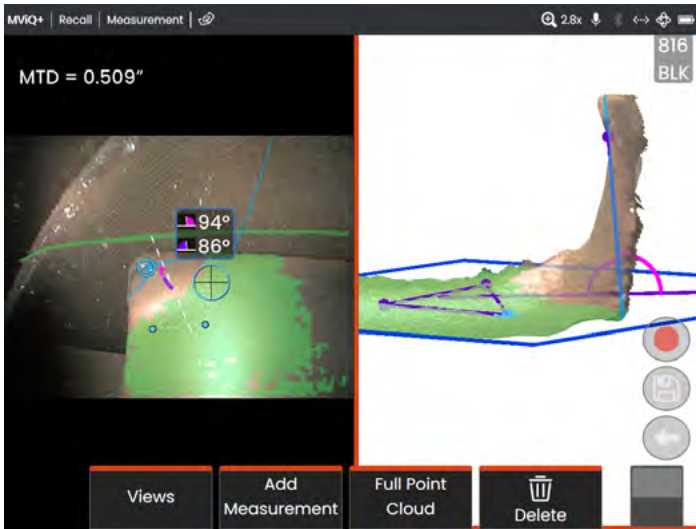 MViQ+ | Recall | Measurement |
2.8x
816
BLK
MTD = 0.509″
94°
86°
Views
Add
Measurement
Full Point
Cloud
Delete